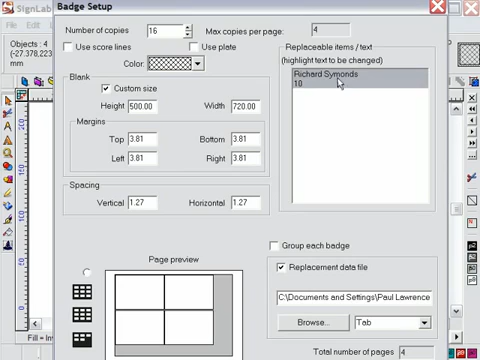 SignLab
Badge Setup
File Edit
Number of copies 16 Max copies per page: 4
Objects : 4
(-27.378,223
mm
Use score lines Use plate
Color:
Replaceable items / text
(highlight text to be changed)
Richard Symonds
10
Blank
Custom size
Height 500.00 Width 720.00
Margins
Top 3.81 Bottom 3.81
Left 3.81 Right 3.81
Spacing
Vertical 1.27 Horizontal 1.27
Page preview
Group each badge
Replacement data file
C:\Documents and Settings\Paul Lawrence
Browse... Tab
Total number of pages 4
Fill = Int